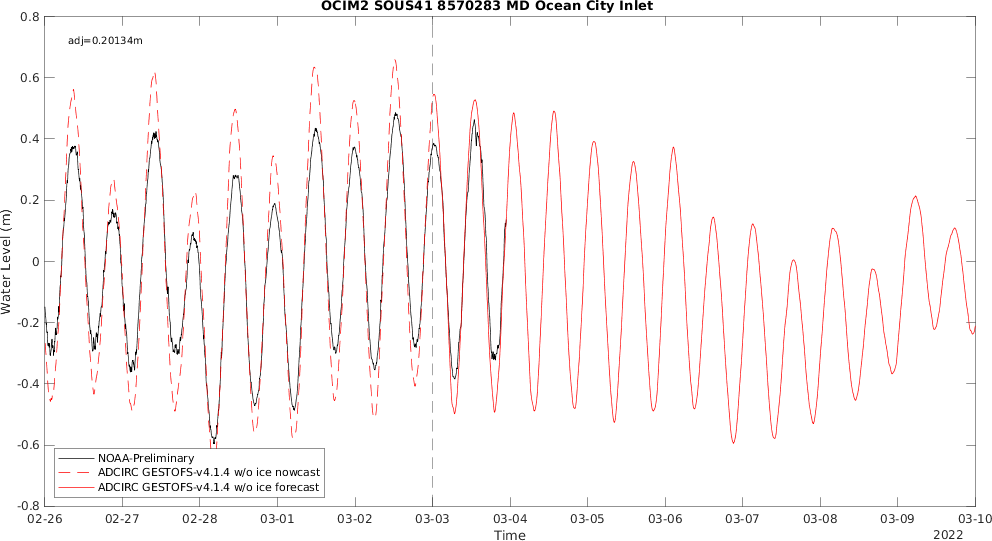 OCIM2 SOUS41 8570283 MD Ocean City Inlet
adj=0.20134m
0.8
0.6
0.4
0.2
0
-0.2
-0.4
-0.6
-0.8
Water Level (m)
NOAA-Preliminary
ADCIRC GESTOFS-v4.1.4 w/o ice nowcast
ADCIRC GESTOFS-v4.1.4 w/o ice forecast
02-26 02-27 02-28 03-01 03-02 03-03 03-04 03-05 03-06 03-07 03-08 03-09 03-10
Time
2022